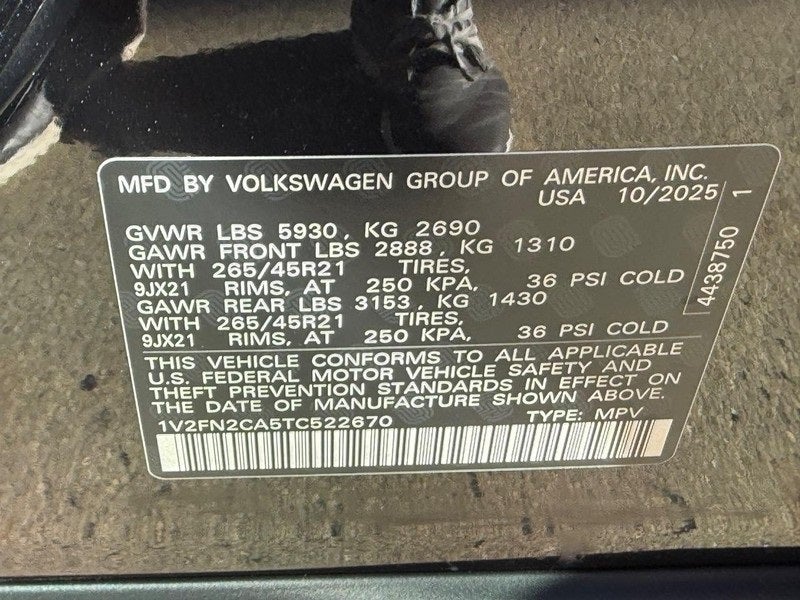 MFD BY VOLKSWAGEN GROUP OF AMERICA, INC.
USA 10/2025
GVWR LBS 5930, KG 2690
GAWR FRONT LBS 2888, KG 1310
WITH 265/45R21 TIRES,
9JX21 RIMS, AT 250 KPA, 36 PSI COLD
GAWR REAR LBS 3153, KG 1430
WITH 265/45R21 TIRES,
9JX21 RIMS, AT 250 KPA, 36 PSI COLD
THIS VEHICLE CONFORMS TO ALL APPLICABLE
U.S. FEDERAL MOTOR VEHICLE SAFETY AND
THEFT PREVENTION STANDARDS IN EFFECT ON
THE DATE OF MANUFACTURE SHOWN ABOVE.
1V2FN2CA5TC522670 TYPE: MPV
4438750 1